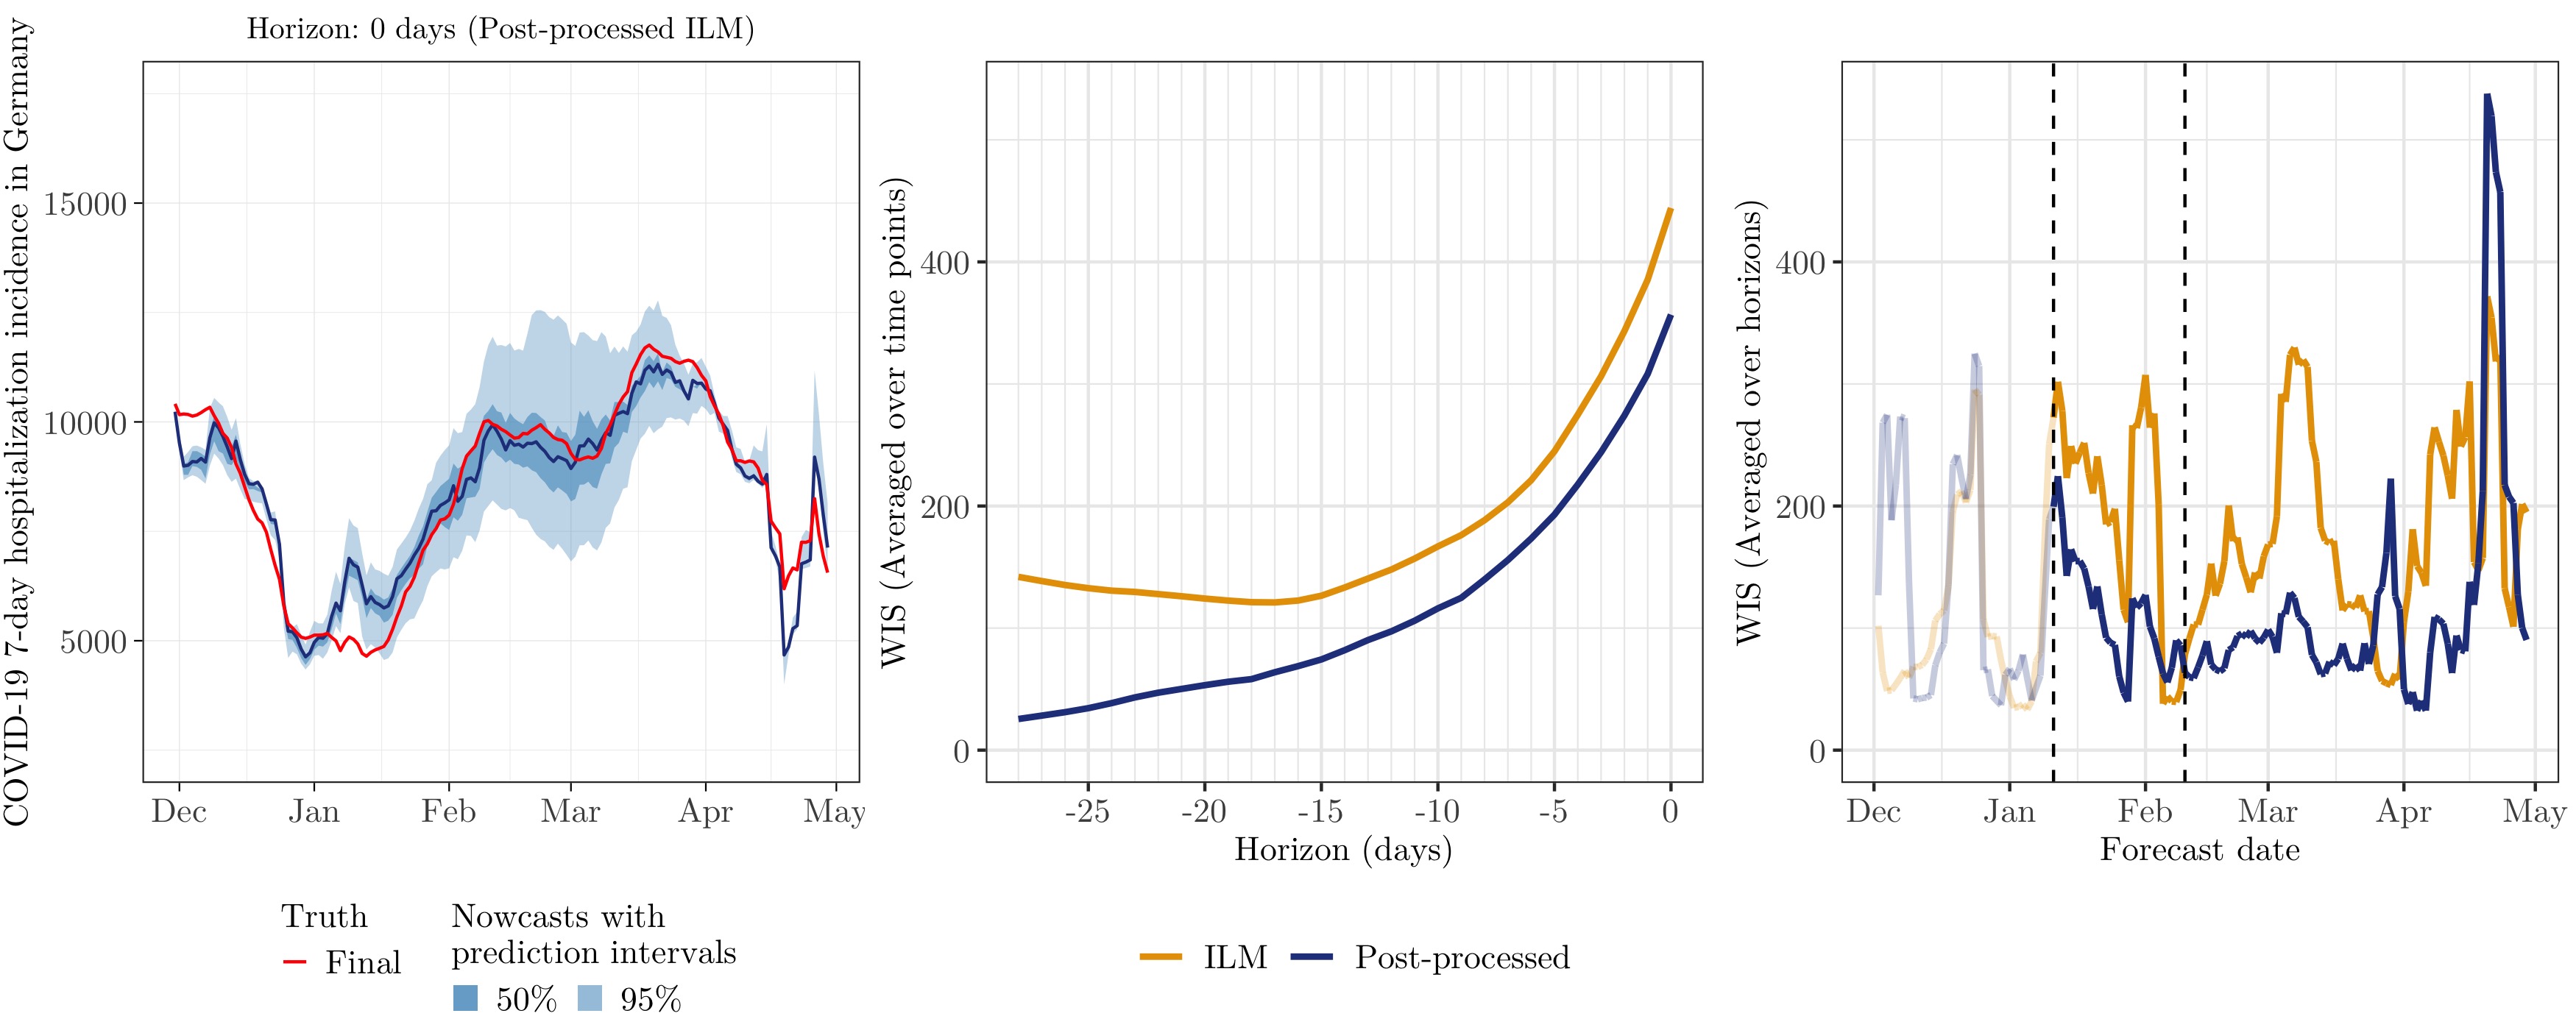 Horizon: 0 days (Post-processed ILM)
COVID-19 7-day hospitalization incidence in Germany
15000
10000
5000
Dec Jan Feb Mar Apr May
Truth
Final
Nowcasts with
prediction intervals
50% 95%
WIS (Averaged over time points)
400
200
0
-25 -20 -15 -10 -5 0
Horizon (days)
ILM Post-processed
WIS (Averaged over horizons)
400
200
0
Dec Jan Feb Mar Apr May
Forecast date